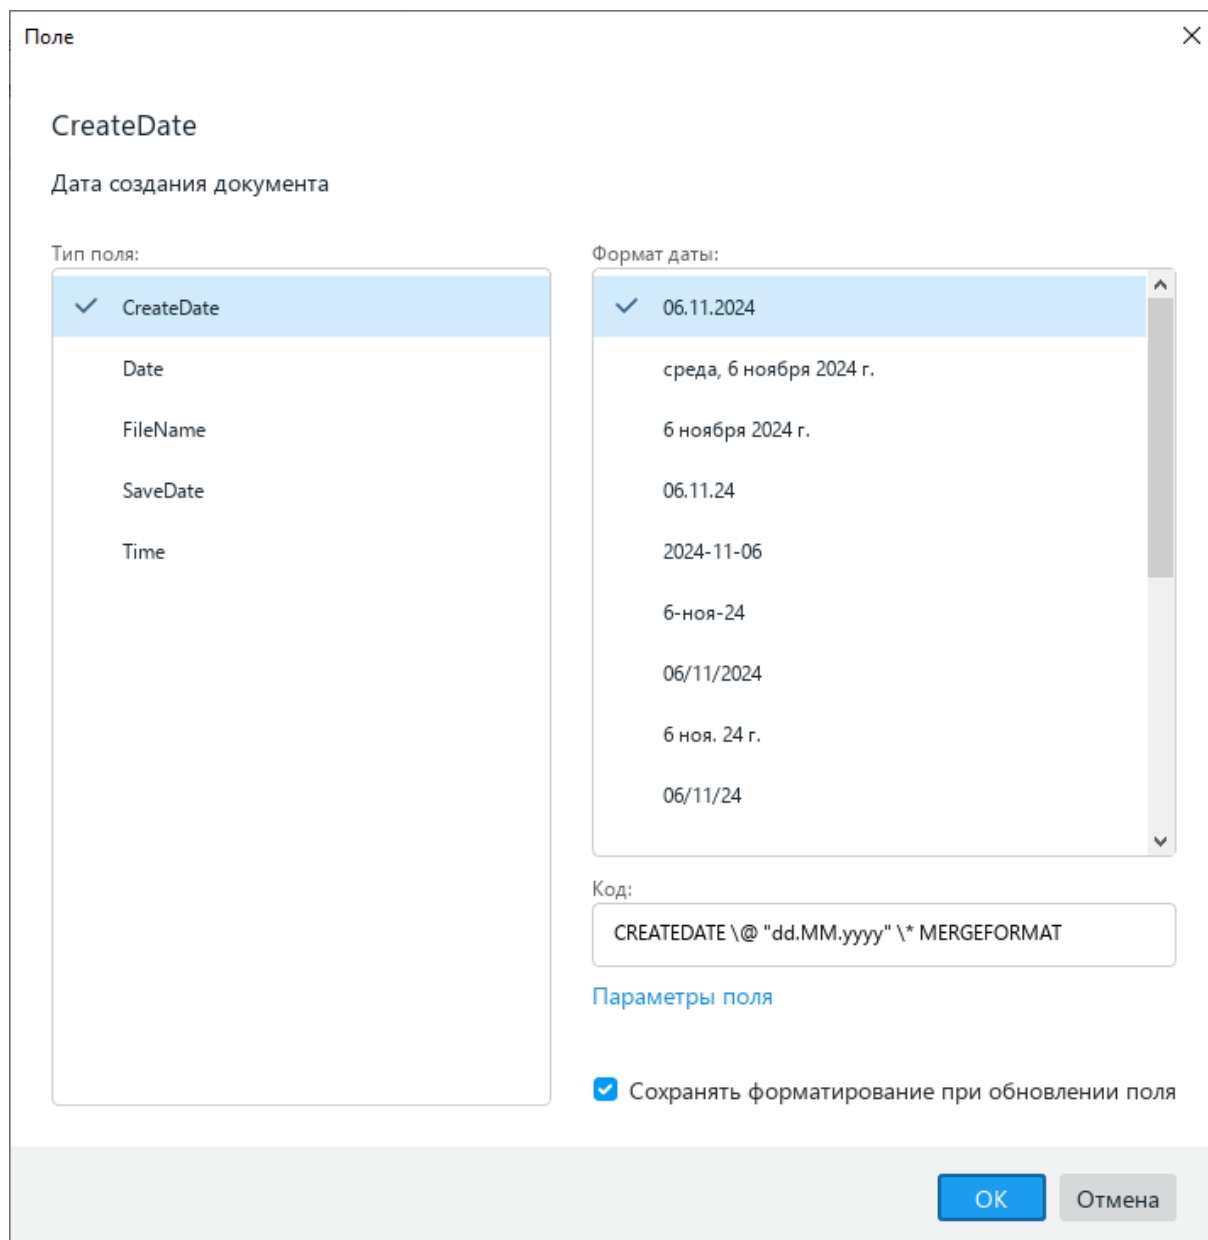 Поле
CreateDate
Дата создания документа
Тип поля:
CreateDate
Date
FileName
SaveDate
Time
Формат даты:
06.11.2024
среда, 6 ноября 2024 г.
6 ноября 2024 г.
06.11.24
2024-11-06
6-ноя-24
06/11/2024
6 ноя. 24 г.
06/11/24
Код:
CREATEDATE \@ "dd.MM.yyyy" \* MERGEFORMAT
Параметры поля
Сохранять форматирование при обновлении поля
ОК
Отмена